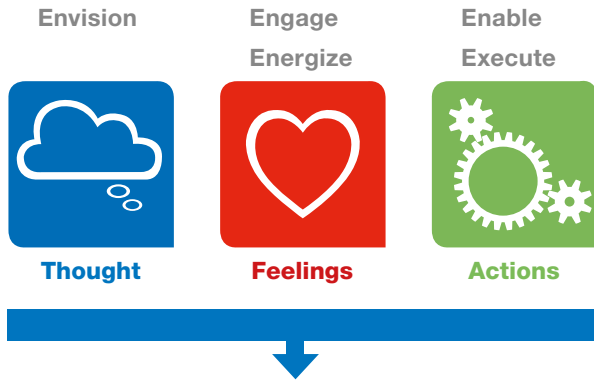 Envision
Engage
Energize
Enable
Execute
Thought
Feelings
Actions